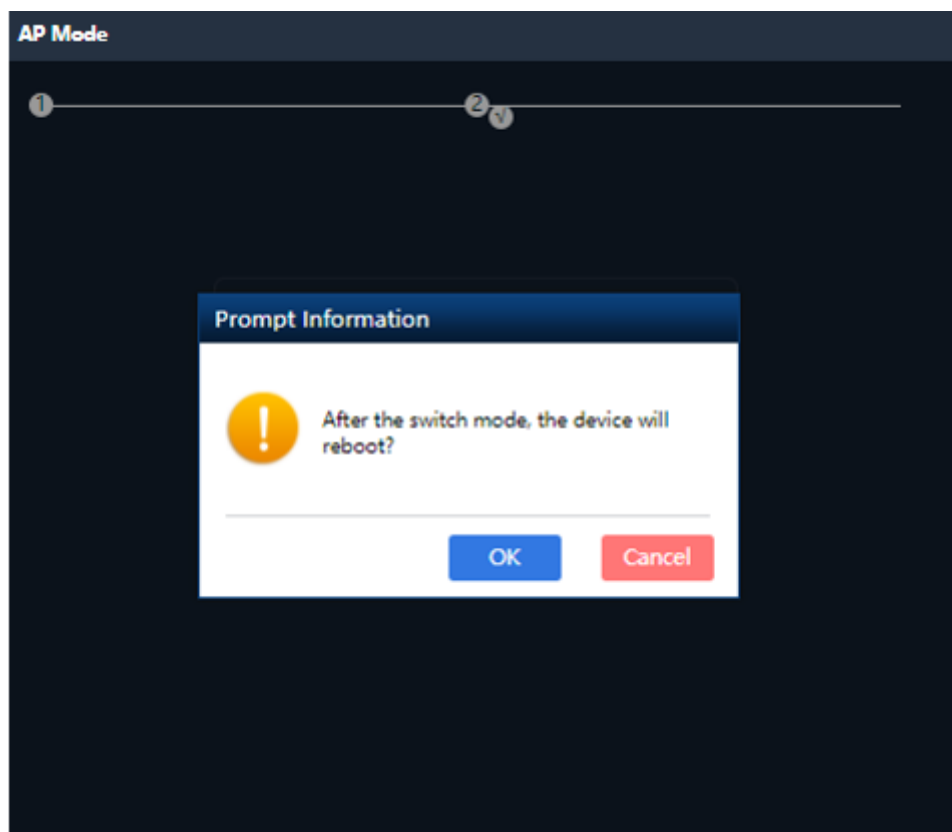 AP Mode
1
2
√
Prompt Information
!
After the switch mode, the device will
reboot?
OK
Cancel